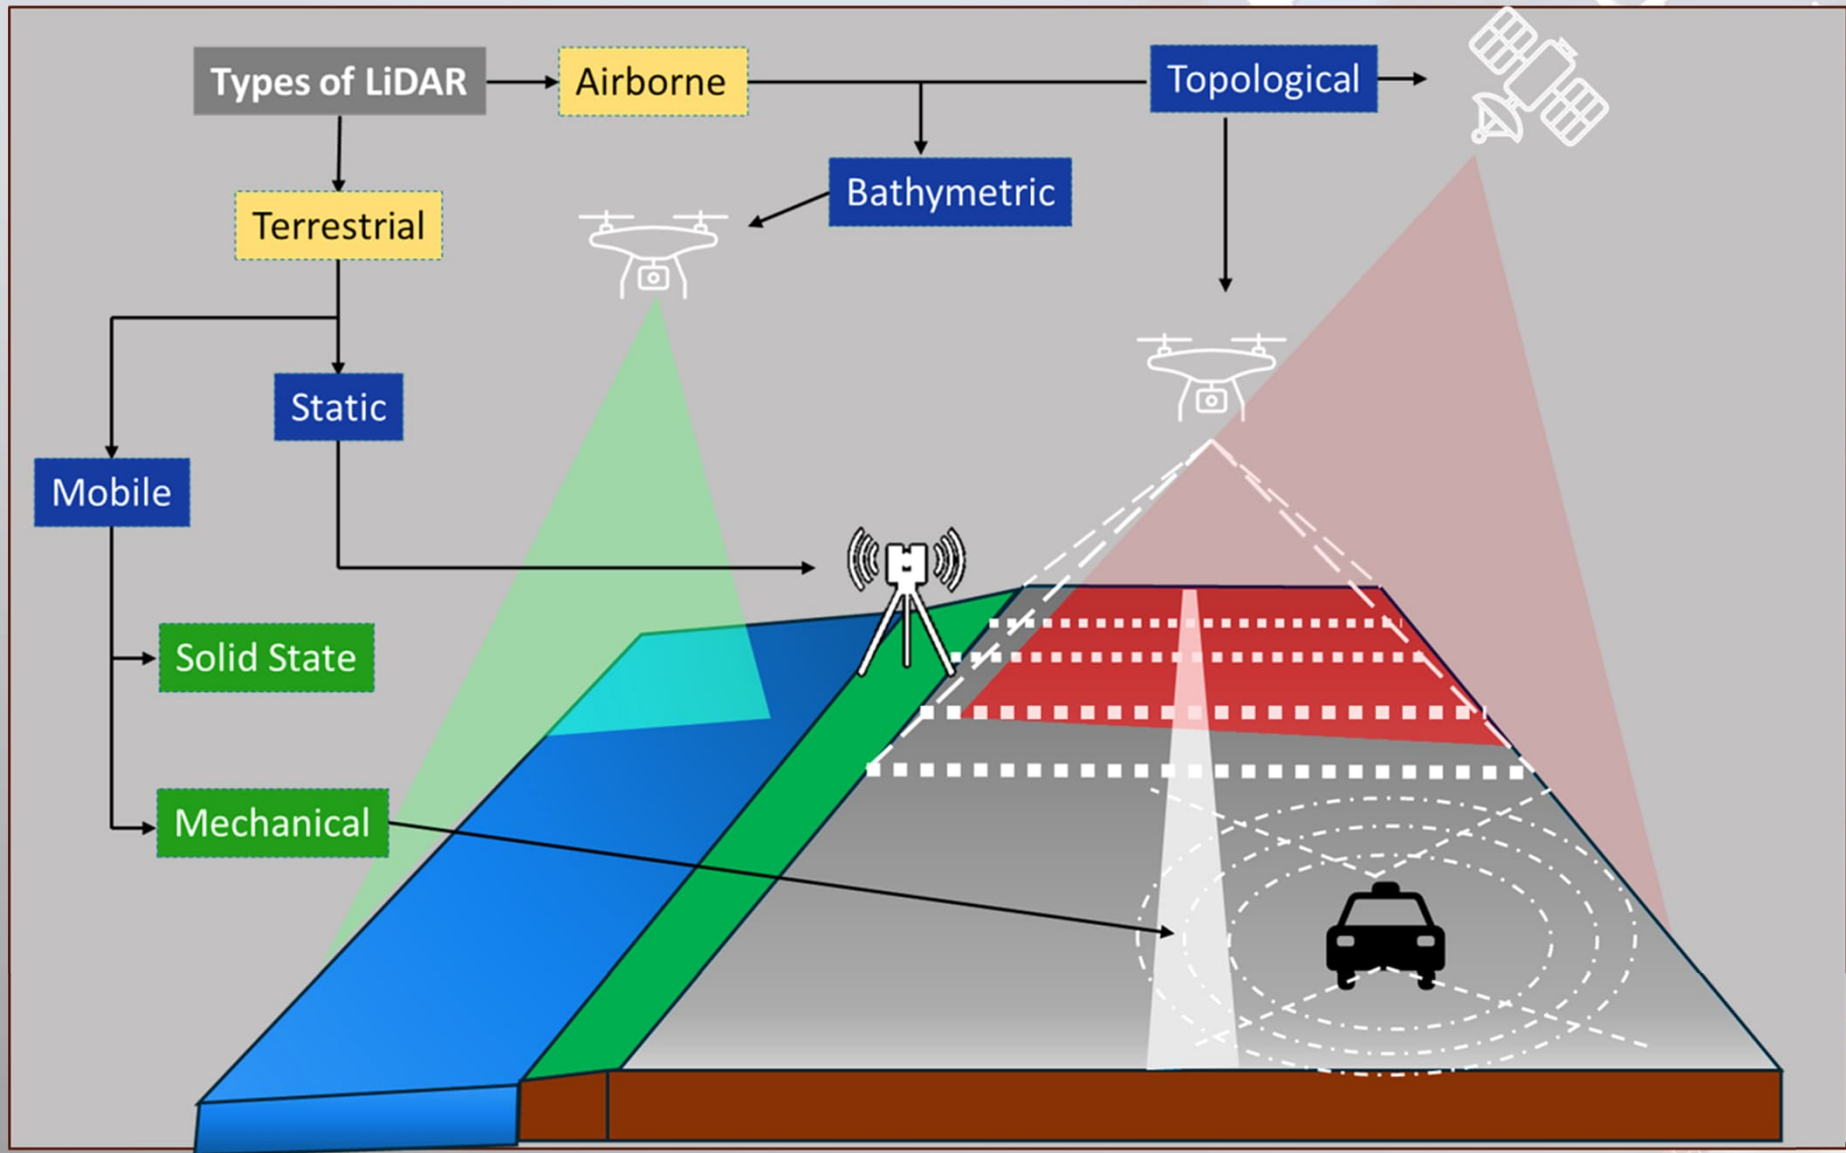 Types of LiDAR
Airborne
Topological
Bathymetric
Terrestrial
Static
Mobile
Solid State
Mechanical